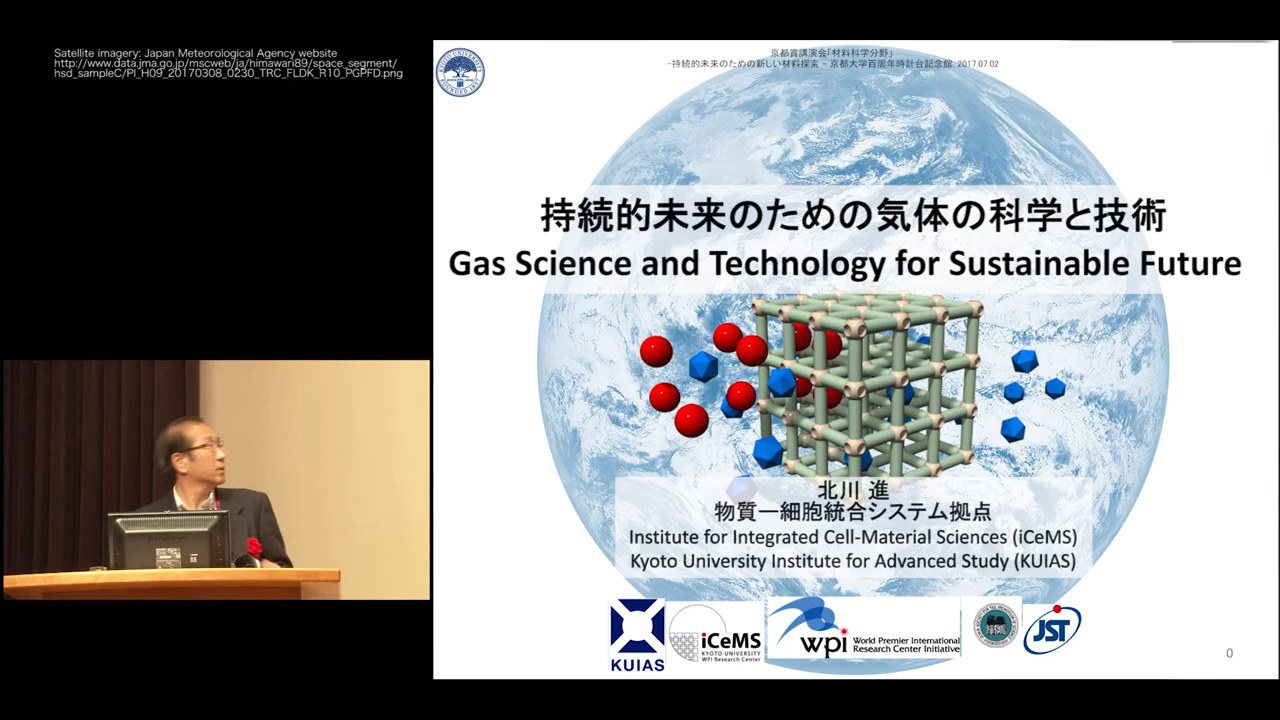 Satellite imagery: Japan Meteorological Agency website
http://www.data.jma.go.jp/mscweb/ja/himawari89/space_segment/
hsd_sampleC/PI_H09_20170308_0230_TRC_FLDK_R10_PGPFD.png
京都賞講演会「材料科学分野」
-持続的未来のための新しい材料探索 – 京都大学百周年時計台記念館. 2017.07.02
持続的未来のための気体の科学と技術
Gas Science and Technology for Sustainable Future
北川 進
物質ー細胞統合システム拠点
Institute for Integrated Cell-Material Sciences (iCeMS)
Kyoto University Institute for Advanced Study (KUIAS)
KUIAS
iCeMS
KYOTO UNIVERSITY
WPI Research Center
wpi
World Premier International
Research Center Initiative
JST
0